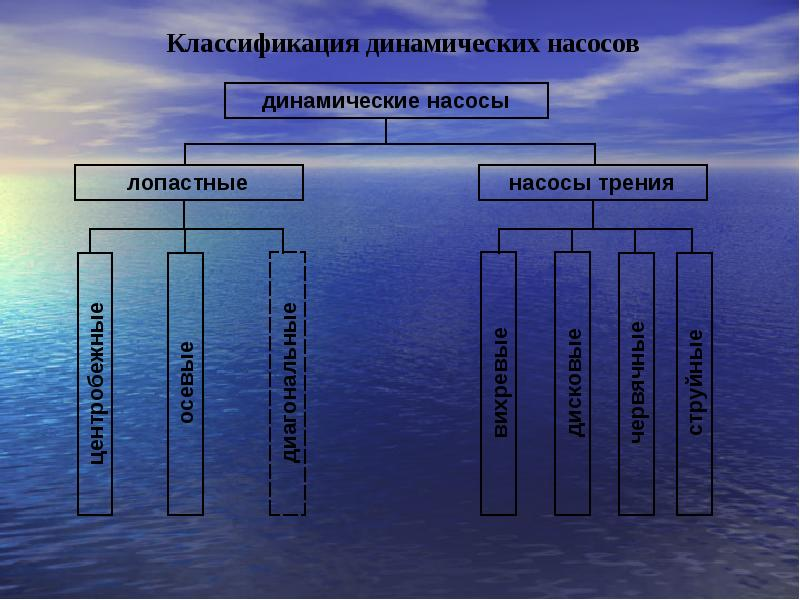 Классификация динамических насосов
динамические насосы
лопастные
насосы трения
центробежные
осевые
диагональные
вихревые
дисковые
червячные
струйные